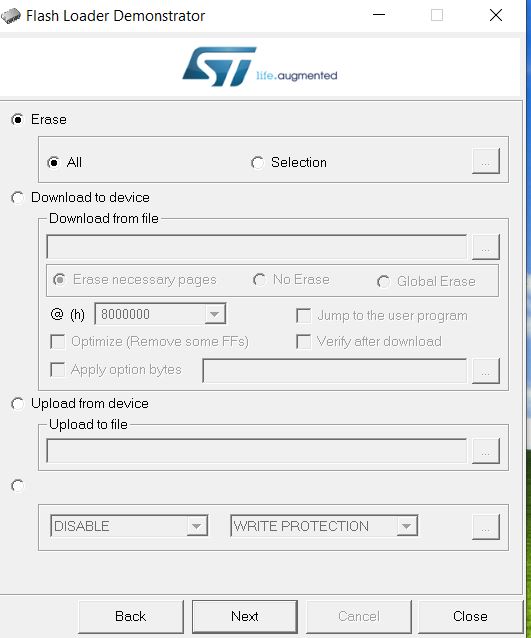 Flash Loader Demonstrator
ST life.augmented
Erase
All Selection ...
Download to device
Download from file
...
Erase necessary pages No Erase Global Erase
@ (h) 8000000 Jump to the user program
Optimize (Remove some FFs) Verify after download
Apply option bytes ...
Upload from device
Upload to file
...
DISABLE WRITE PROTECTION ...
Back Next Cancel Close